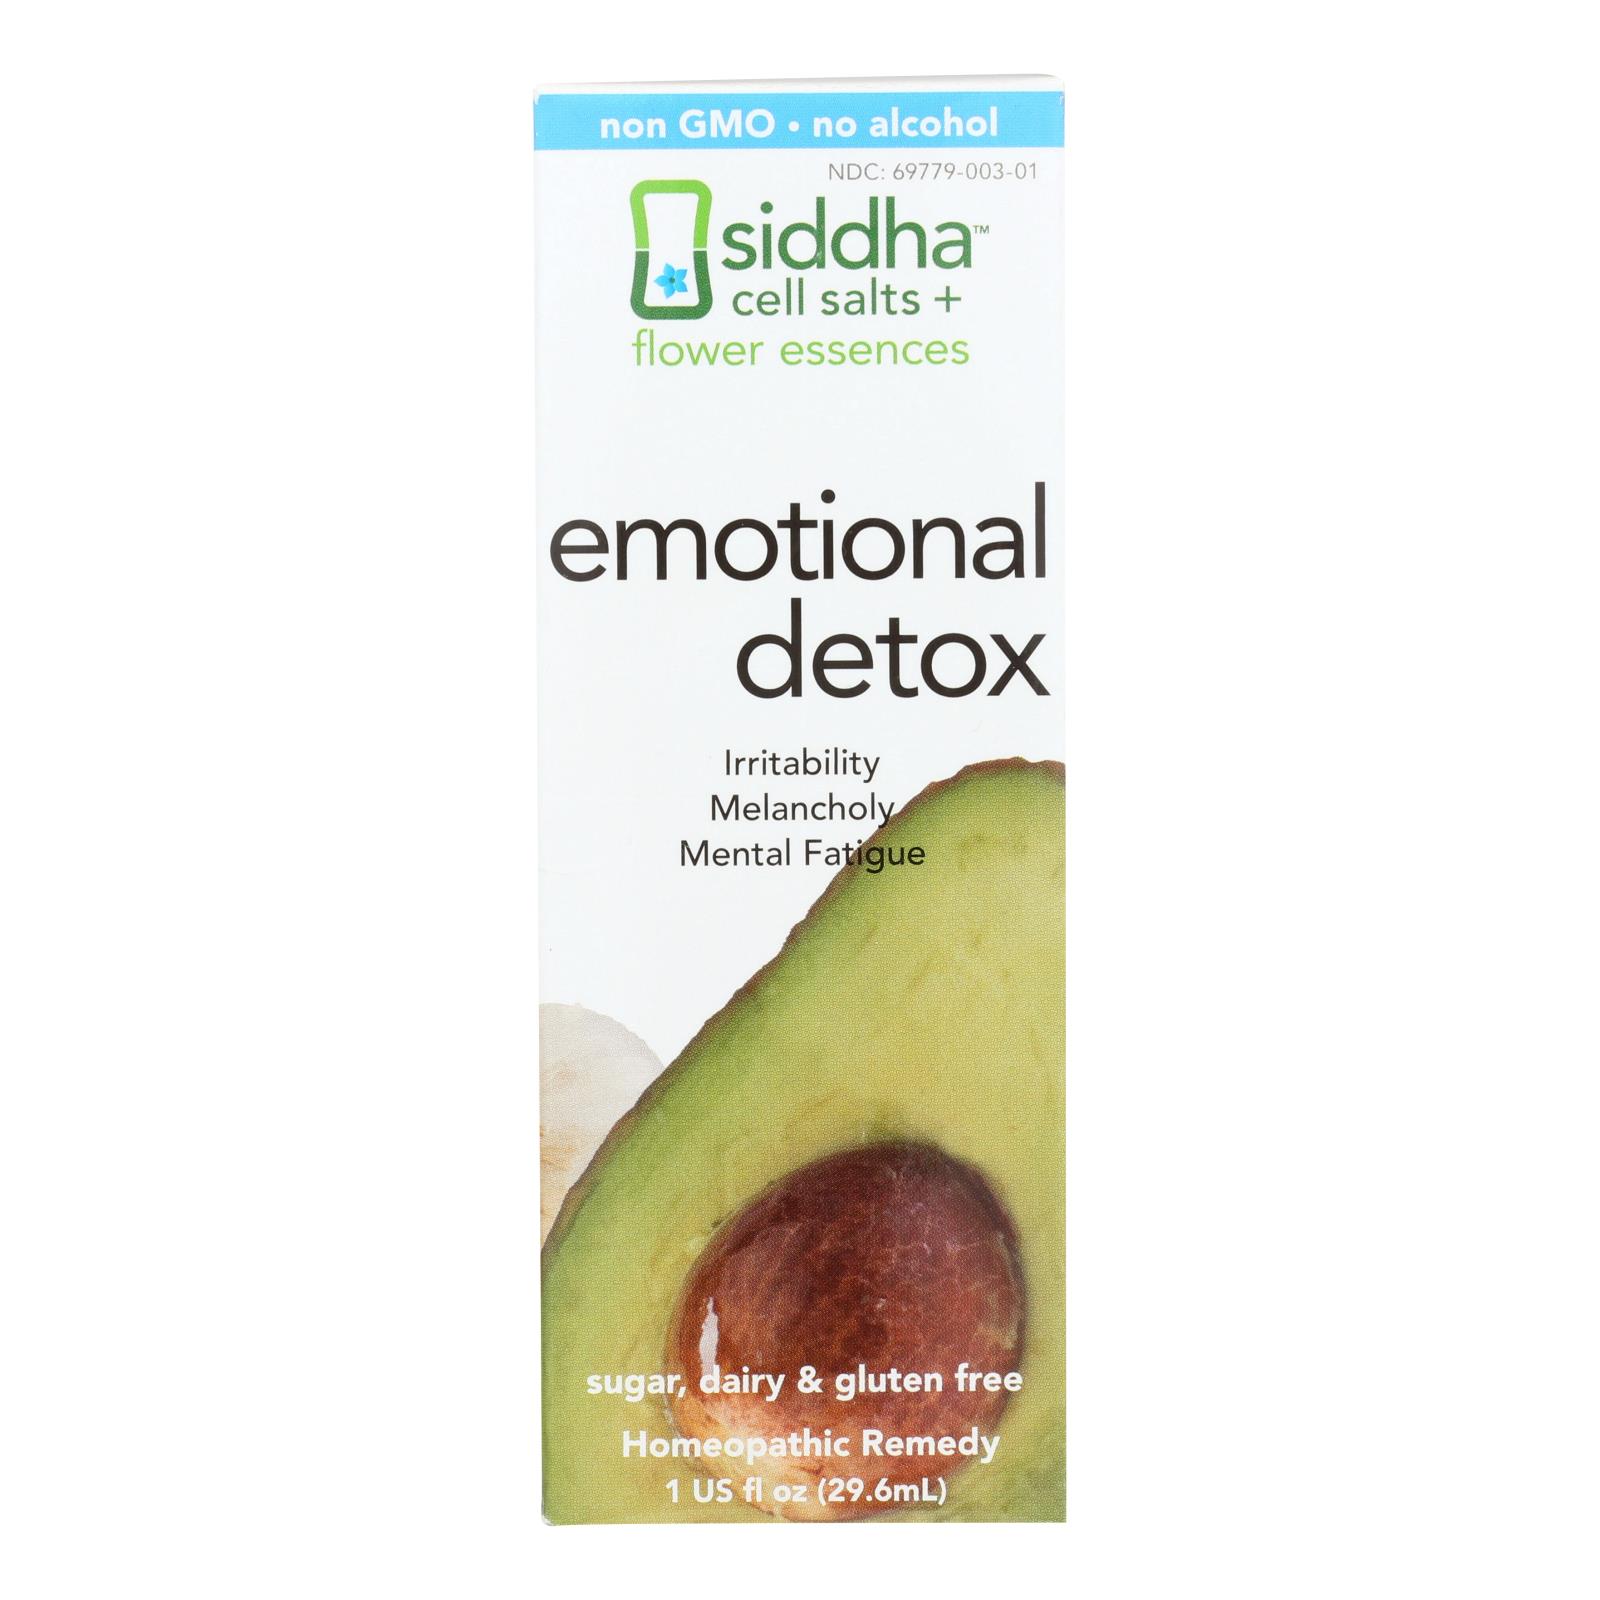 non GMO • no alcohol
NDC: 69779-003-01
siddha™
cell salts +
flower essences
emotional
detox
Irritability
Melancholy
Mental Fatigue
sugar, dairy & gluten free
Homeopathic Remedy
1 US fl oz (29.6mL)